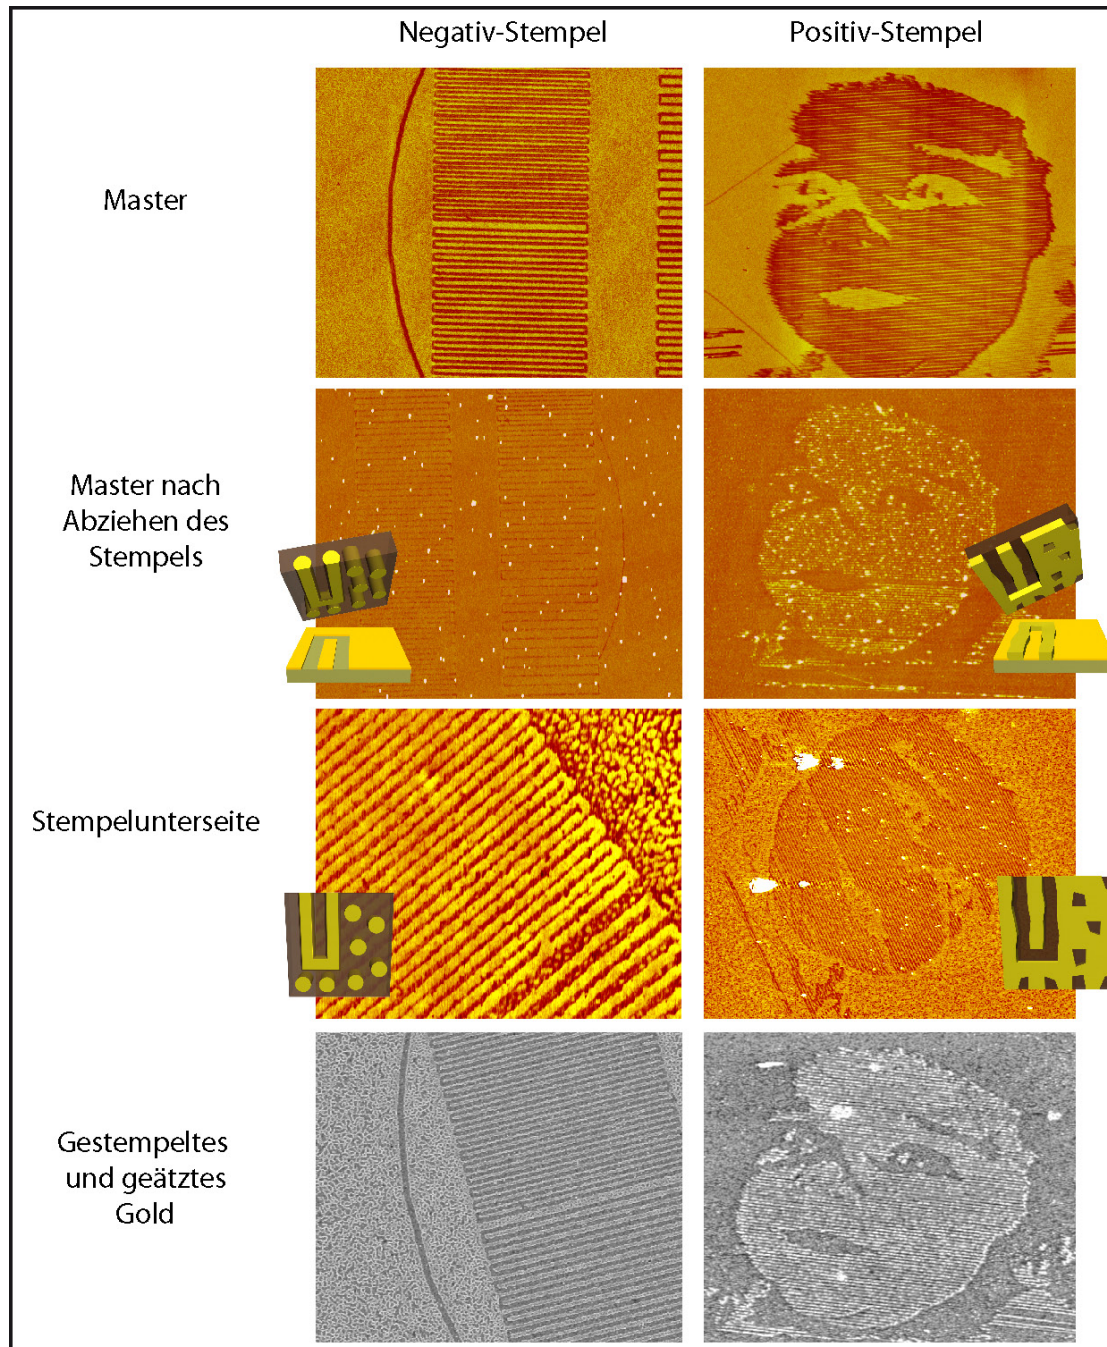 Negativ-Stempel
Positiv-Stempel
Master
Master nach
Abziehen des
Stempels
Stempelunterseite
Gestempeltes
und geätztes
Gold